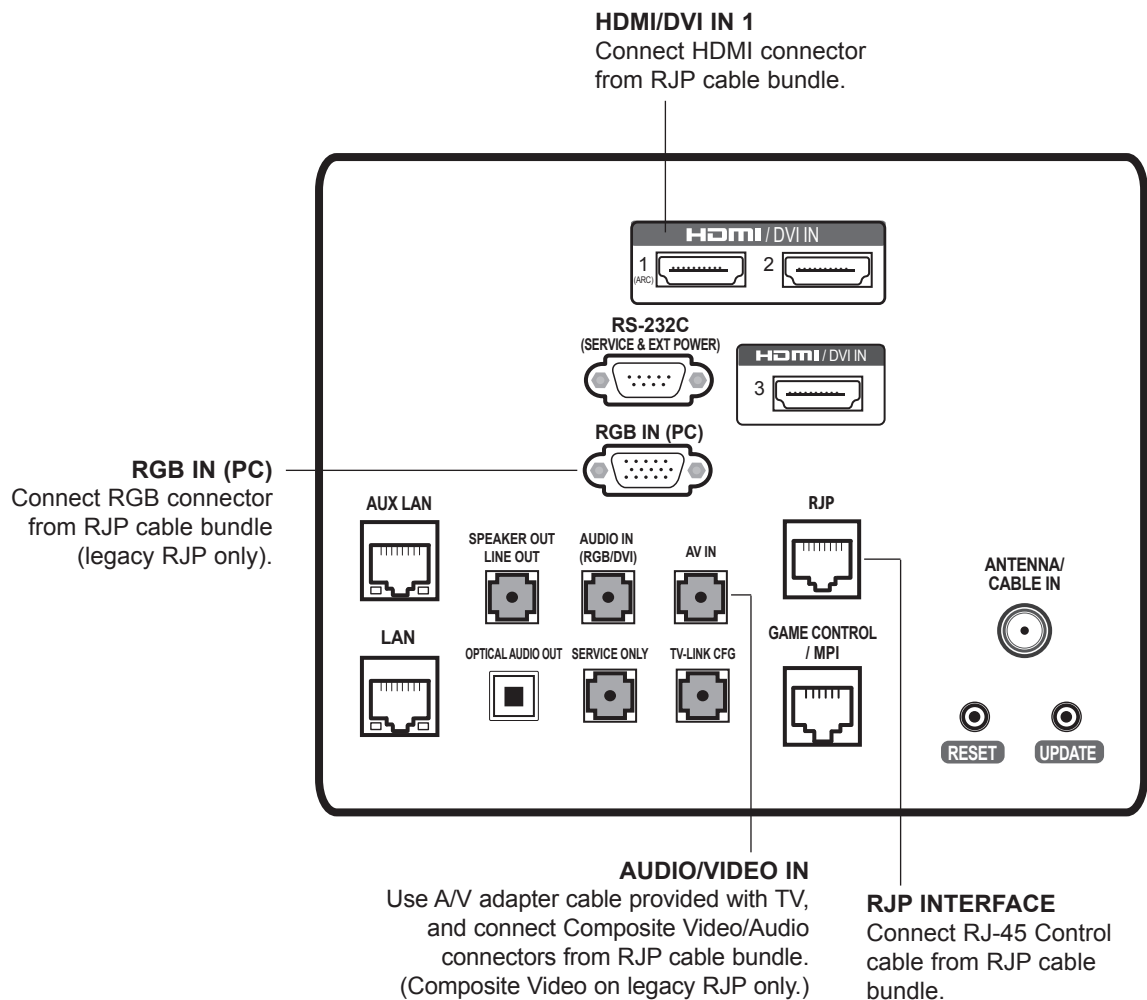 HDMI/DVI IN 1
Connect HDMI connector
from RJP cable bundle.
HDMI / DVI IN
1
(ARC)
2
RS-232C
(SERVICE & EXT POWER)
HDMI / DVI IN
3
RGB IN (PC)
RGB IN (PC)
Connect RGB connector
from RJP cable bundle
(legacy RJP only).
AUX LAN
SPEAKER OUT
LINE OUT
AUDIO IN
(RGB/DVI)
AV IN
RJP
ANTENNA/
CABLE IN
LAN
OPTICAL AUDIO OUT
SERVICE ONLY
TV-LINK CFG
GAME CONTROL
/ MPI
RESET
UPDATE
AUDIO/VIDEO IN
Use A/V adapter cable provided with TV,
and connect Composite Video/Audio
connectors from RJP cable bundle.
(Composite Video on legacy RJP only.)
RJP INTERFACE
Connect RJ-45 Control
cable from RJP cable
bundle.